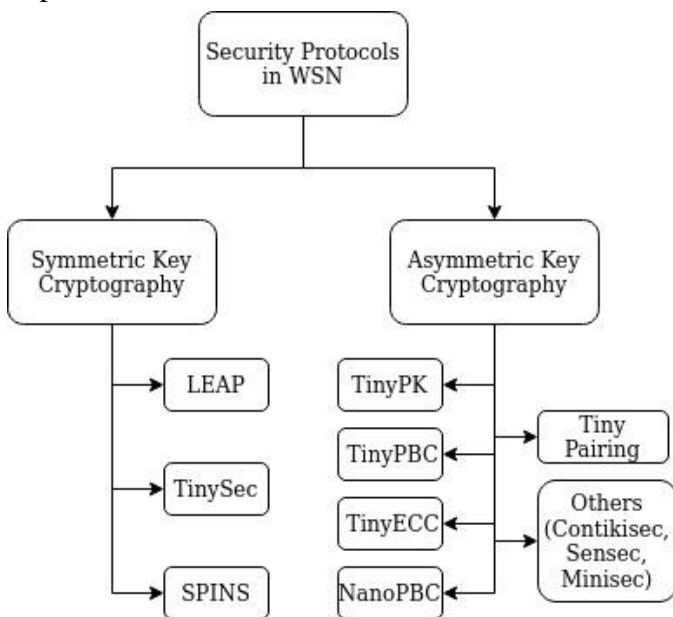 Security Protocols
in WSN
Symmetric Key
Cryptography
Asymmetric Key
Cryptography
LEAP
TinySec
SPINS
TinyPK
TinyPBC
TinyECC
NanoPBC
Tiny
Pairing
Others
(Contikisec,
Sensec,
Minisec)